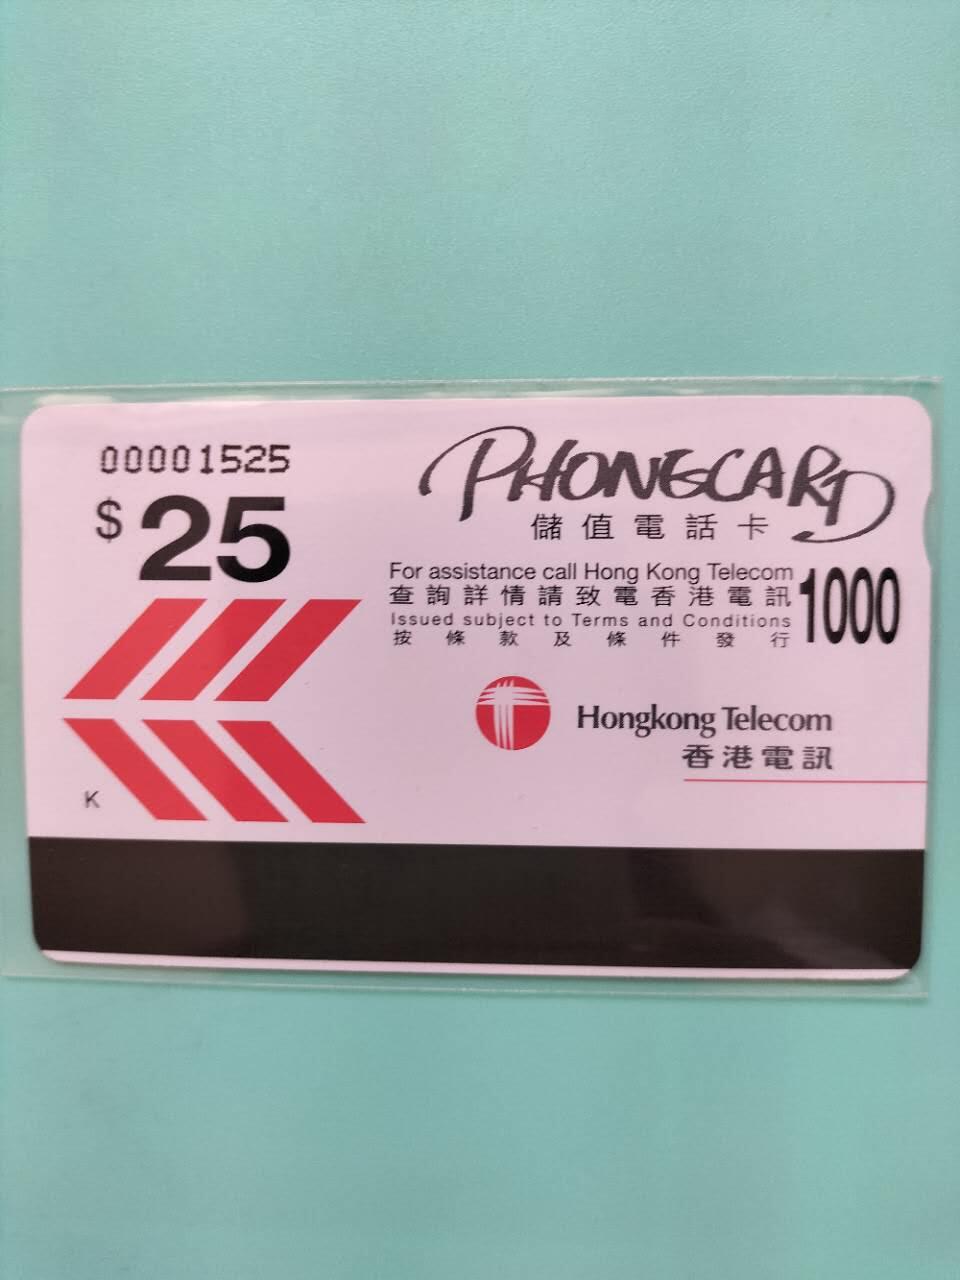 00001525
$25
PHONECARD
儲值電話卡
For assistance call Hong Kong Telecom
查詢詳情請致電香港電訊
1000
Issued subject to Terms and Conditions
按條款及條件發行
Hongkong Telecom
香港電訊
K